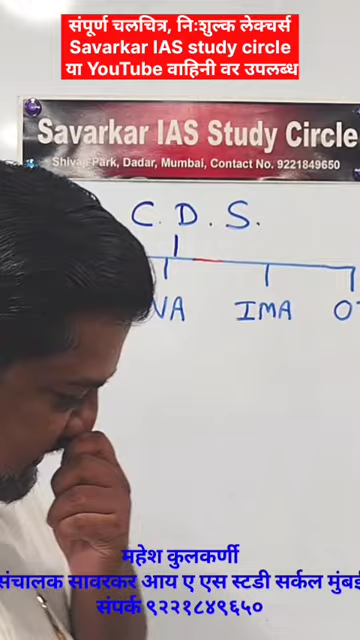 संपूर्ण चलचित्र, निःशुल्क लेक्चर्स
Savarkar IAS study circle
या YouTube वाहिनी वर उपलब्ध
Savarkar IAS Study Circle
Shivaji Park, Dadar, Mumbai, Contact No. 9221849650
C. D. S.
IMA
महेश कुलकर्णी
संचालक सावरकर आय ए एस स्टडी सर्कल मुंबई
संपर्क ९२२१८४९६५०